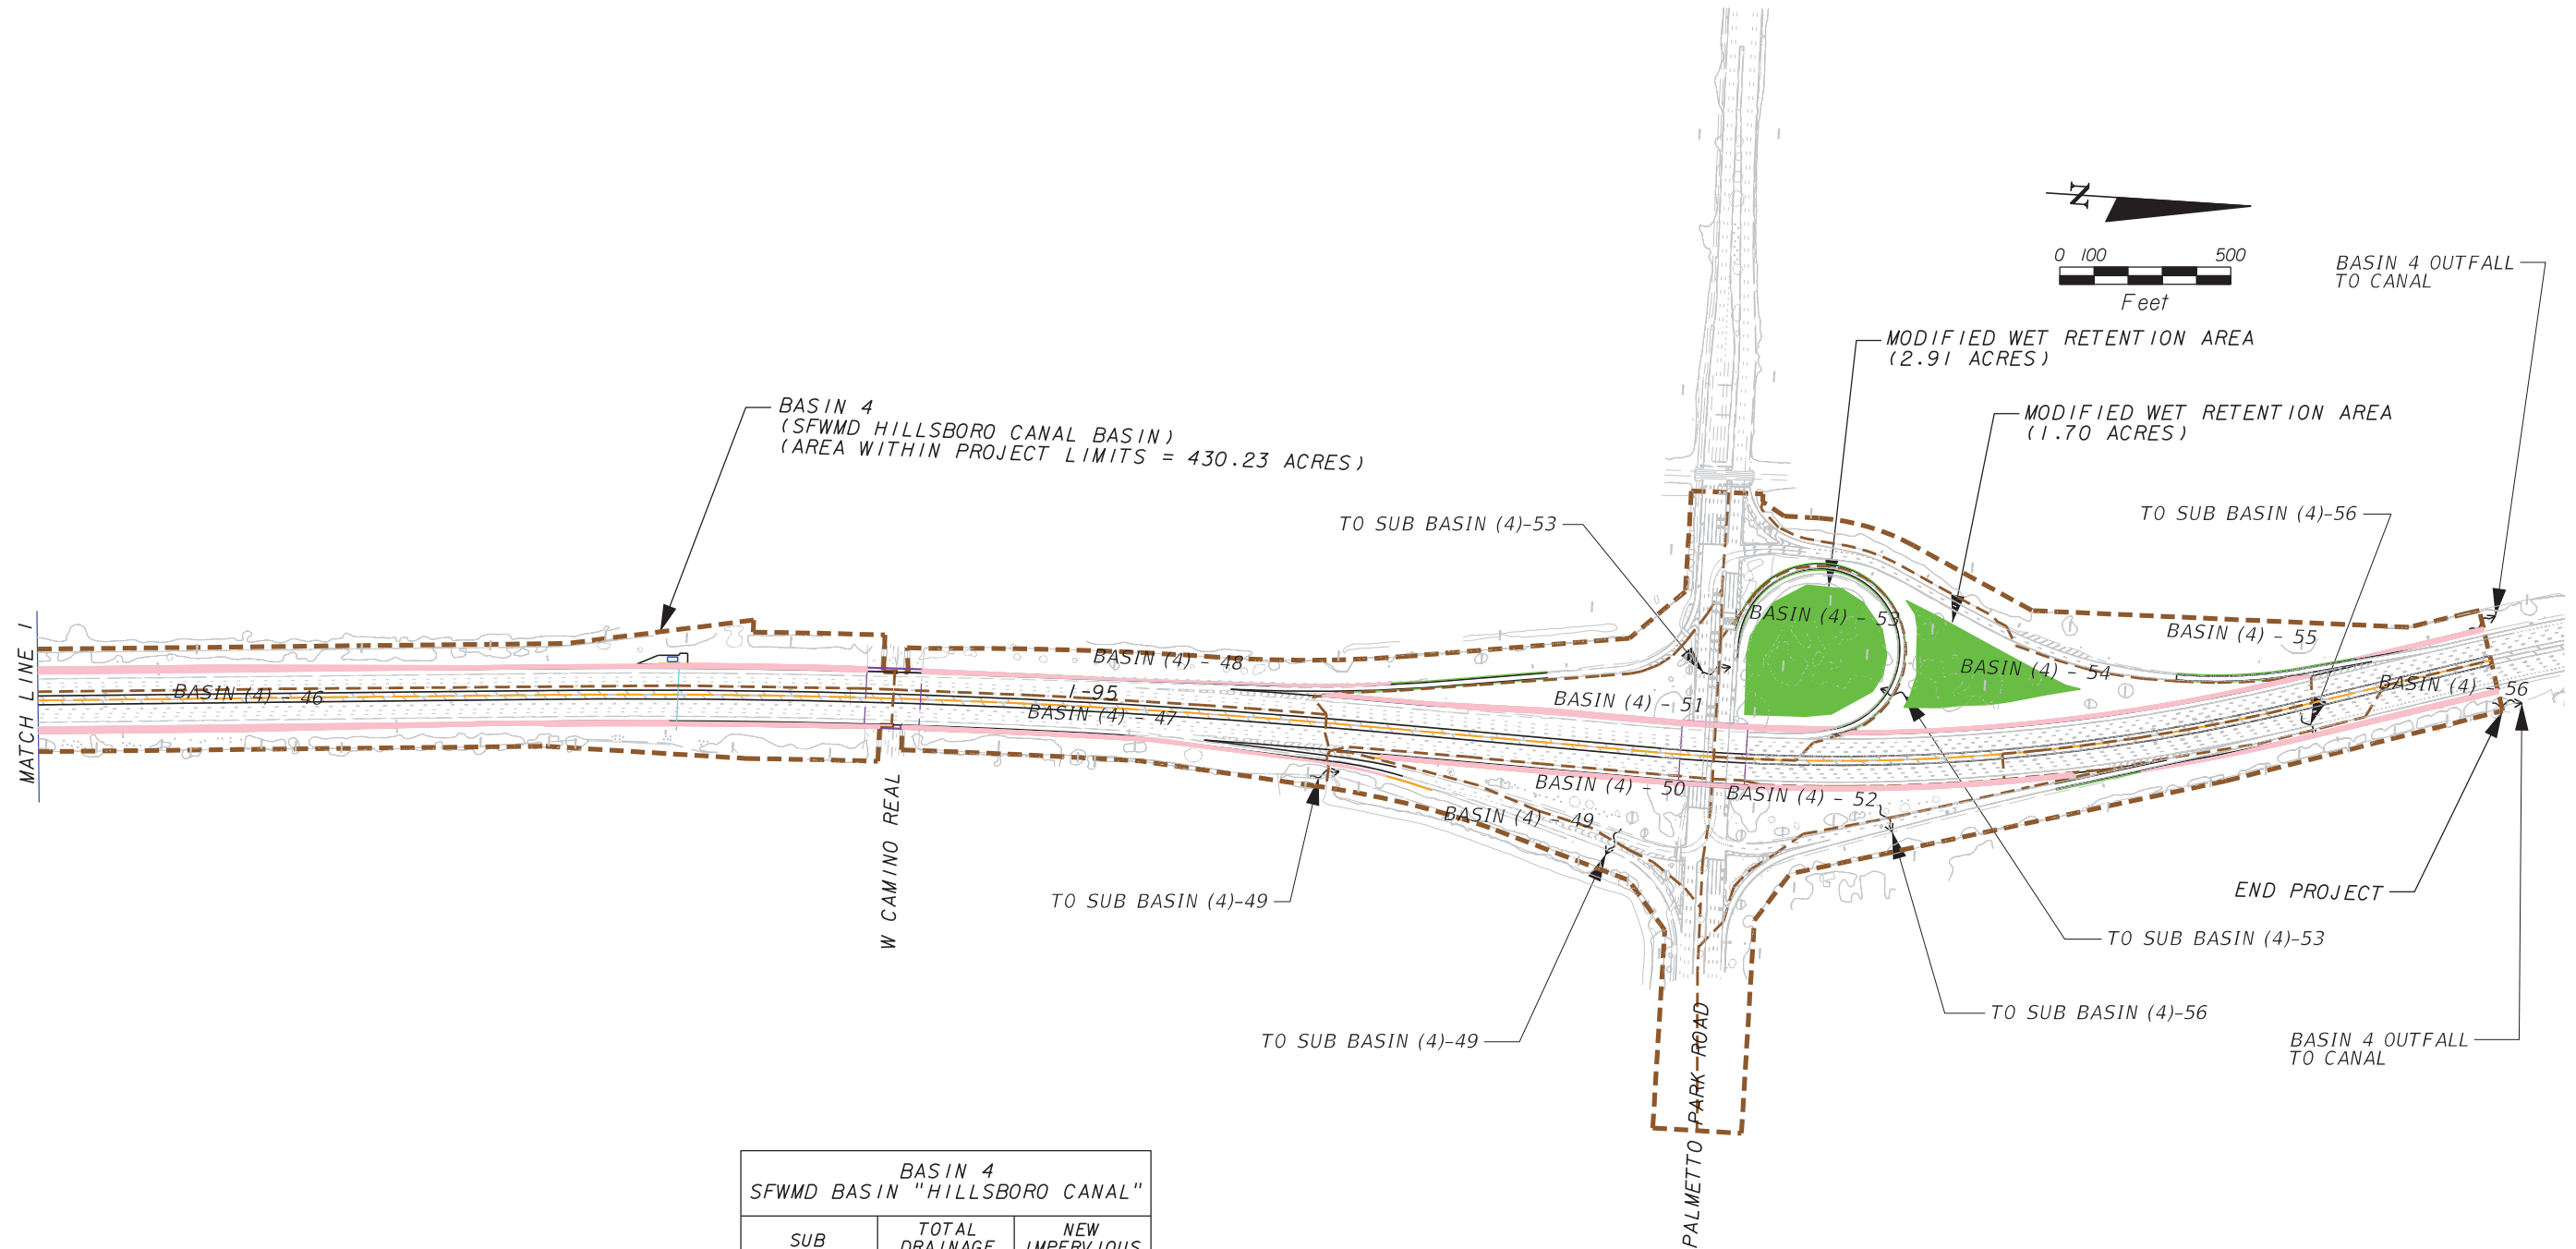 N
0 100 500
Feet
BASIN 4 OUTFALL
TO CANAL
MODIFIED WET RETENTION AREA
(2.91 ACRES)
MODIFIED WET RETENTION AREA
(1.70 ACRES)
BASIN 4
(SFWMD HILLSBORO CANAL BASIN)
(AREA WITHIN PROJECT LIMITS = 430.23 ACRES)
TO SUB BASIN (4)-53
TO SUB BASIN (4)-56
MATCH LINE 1
BASIN (4) - 46
BASIN (4) - 48
I-95
BASIN (4) - 47
BASIN (4) - 51
BASIN (4) - 53
BASIN (4) - 54
BASIN (4) - 55
BASIN (4) - 56
BASIN (4) - 50
BASIN (4) - 52
BASIN (4) - 49
W CAMINO REAL
TO SUB BASIN (4)-49
TO SUB BASIN (4)-49
END PROJECT
TO SUB BASIN (4)-53
TO SUB BASIN (4)-56
BASIN 4 OUTFALL
TO CANAL
PALMETTO PARK ROAD
BASIN 4
SFWMD BASIN "HILLSBORO CANAL"
SUB
TOTAL
DRAINAGE
NEW
IMPERVIOUS